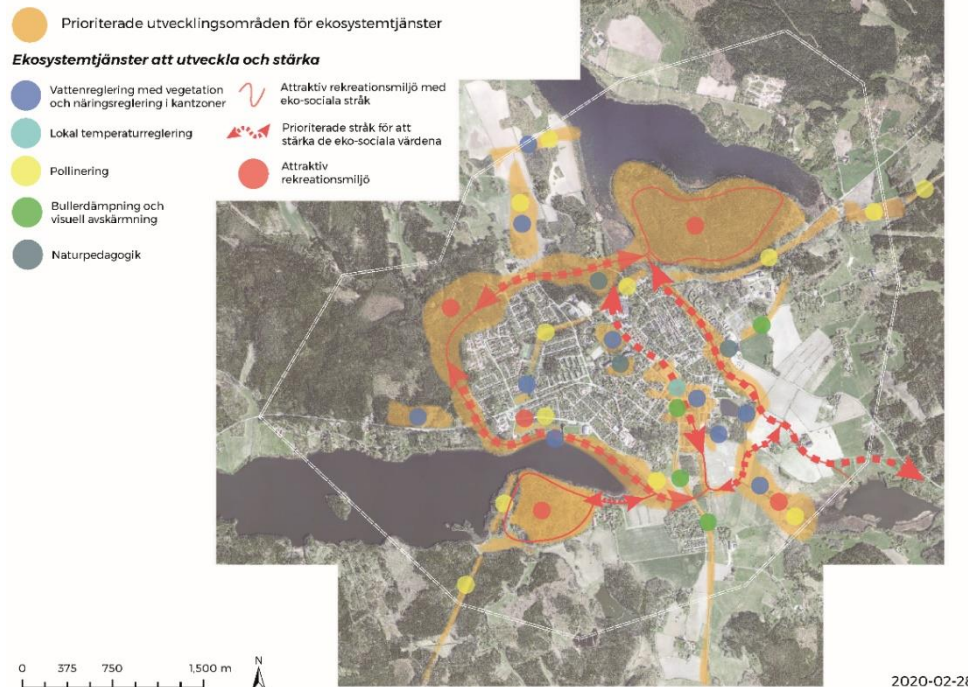 Prioriterade utvecklingsområden för ekosystemtjänster
Ekosystemtjänster att utveckla och stärka
Vattenreglering med vegetation
och näringsreglering i kantzoner
Lokal temperaturreglering
Pollinering
Bullerdämpning och
visuell avskärmning
Naturpedagogik
Attraktiv rekreationsmiljö med
eko-sociala stråk
Prioriterade stråk för att
stärka de eko-sociala värdena
Attraktiv
rekreationsmiljö
0 375 750 1,500 m
N
2020-02-28